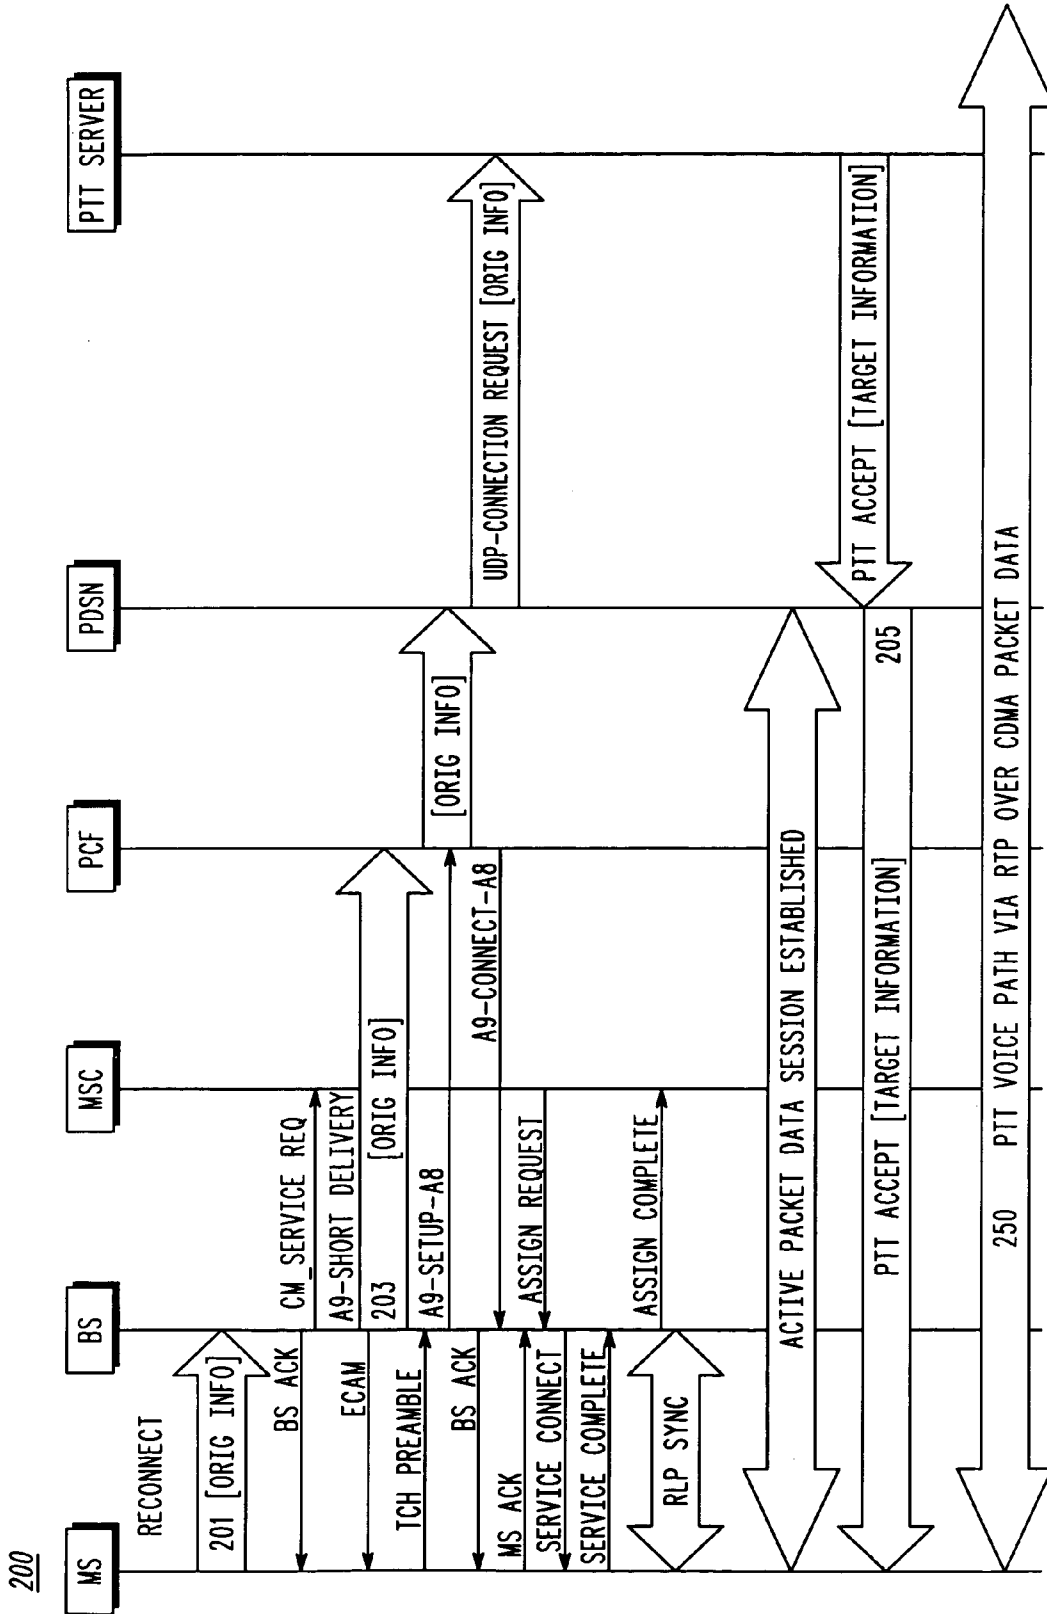 200
MS
BS
MSC
PCF
PDSN
PTT SERVER
RECONNECT
201 [ORIG INFO]
BS ACK
CM_SERVICE REQ
A9-SHORT DELIVERY
ECAM
203
[ORIG INFO]
TCH PREAMBLE
A9-SETUP-A8
[ORIG INFO]
BS ACK
A9-CONNECT-A8
UDP-CONNECTION REQUEST [ORIG INFO]
MS ACK
ASSIGN REQUEST
SERVICE CONNECT
SERVICE COMPLETE
ASSIGN COMPLETE
RLP SYNC
ACTIVE PACKET DATA SESSION ESTABLISHED
PTT ACCEPT [TARGET INFORMATION]
PTT ACCEPT [TARGET INFORMATION]
205
250 PTT VOICE PATH VIA RTP OVER CDMA PACKET DATA